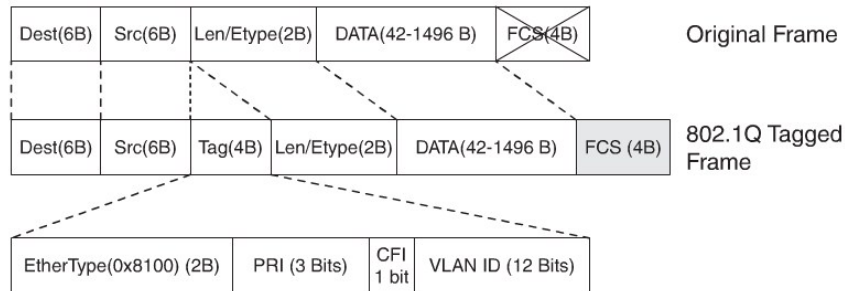 Dest(6B) Src(6B) Len/Etype(2B) DATA(42-1496 B) FCS(4B) Original Frame
Dest(6B) Src(6B) Tag(4B) Len/Etype(2B) DATA(42-1496 B) FCS (4B) 802.1Q Tagged
Frame
EtherType(0x8100) (2B) PRI (3 Bits) CFI
1 bit VLAN ID (12 Bits)